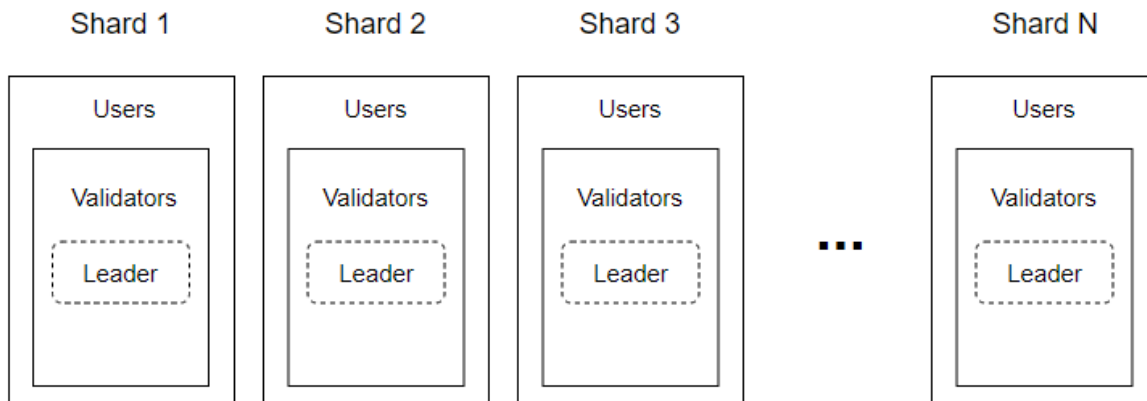 Shard 1 Shard 2 Shard 3 Shard N
Users Users Users Users
Validators Validators Validators Validators
Leader Leader Leader ... Leader